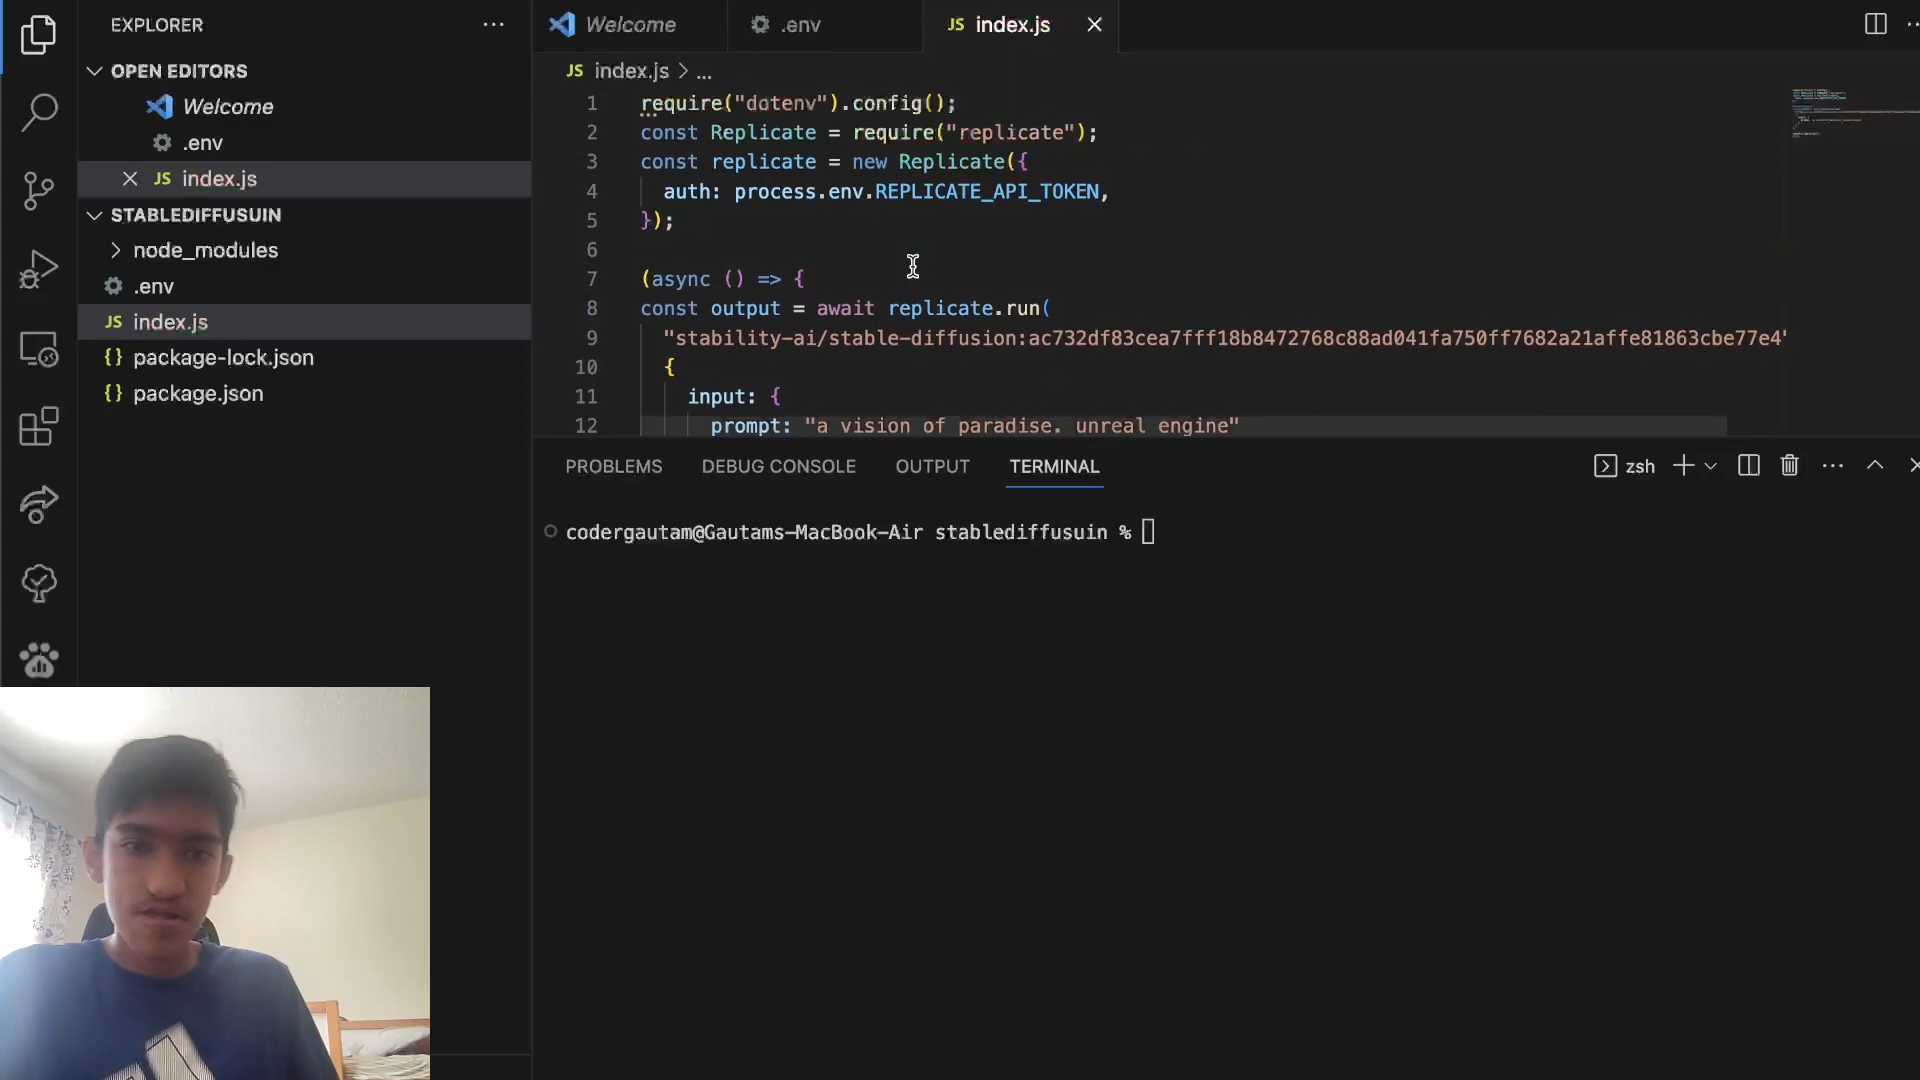 EXPLORER
OPEN EDITORS
Welcome
.env
JS index.js
STABLEDIFFUSUIN
node_modules
.env
JS index.js
{} package-lock.json
{} package.json
Welcome
.env
JS index.js
JS index.js > ...
1 require("dotenv").config();
2 const Replicate = require("replicate");
3 const replicate = new Replicate({
4 auth: process.env.REPLICATE_API_TOKEN,
5 });
6
7 (async () => {
8 const output = await replicate.run(
9 "stability-ai/stable-diffusion:ac732df83cea7fff18b8472768c88ad041fa750ff7682a21affe81863cbe77e4"
10 {
11 input: {
12 prompt: "a vision of paradise. unreal engine"
PROBLEMS DEBUG CONSOLE OUTPUT TERMINAL
zsh
codergautam@Gautams-MacBook-Air stablediffusuin %